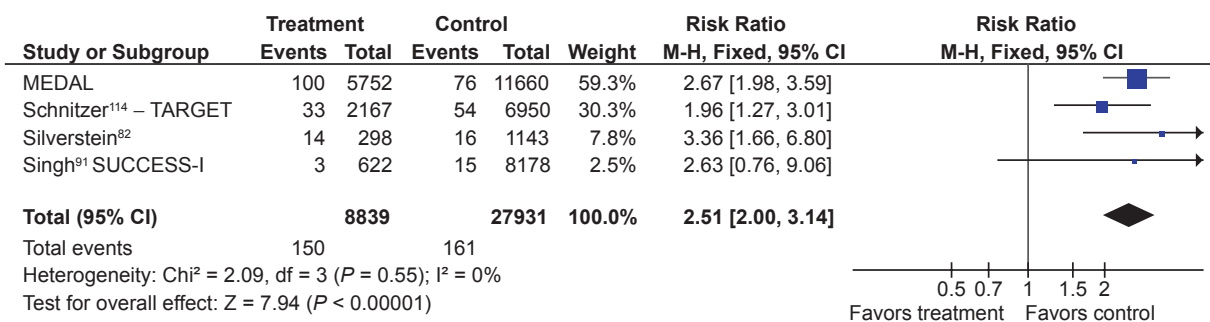 Treatment Control Risk Ratio Risk Ratio
Study or Subgroup Events Total Events Total Weight M-H, Fixed, 95% CI M-H, Fixed, 95% CI
MEDAL 100 5752 76 11660 59.3% 2.67 [1.98, 3.59]
Schnitzer¹¹⁴ – TARGET 33 2167 54 6950 30.3% 1.96 [1.27, 3.01]
Silverstein⁸² 14 298 16 1143 7.8% 3.36 [1.66, 6.80]
Singh⁹¹ SUCCESS-I 3 622 15 8178 2.5% 2.63 [0.76, 9.06]
Total (95% CI) 8839 27931 100.0% 2.51 [2.00, 3.14]
Total events 150 161
Heterogeneity: Chi² = 2.09, df = 3 (P = 0.55); I² = 0%
Test for overall effect: Z = 7.94 (P < 0.00001)
0.5 0.7 1 1.5 2
Favors treatment Favors control